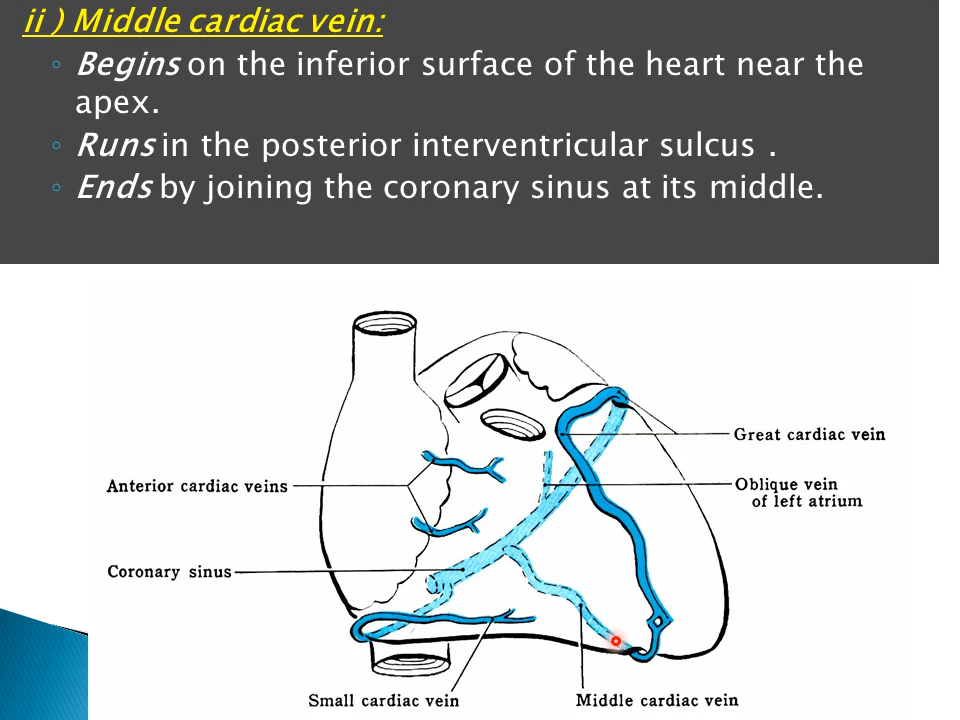 ii ) Middle cardiac vein:
◦ Begins on the inferior surface of the heart near the
apex.
◦ Runs in the posterior interventricular sulcus .
◦ Ends by joining the coronary sinus at its middle.
Great cardiac vein
Anterior cardiac veins
Oblique vein
of left atrium
Coronary sinus
Small cardiac vein
Middle cardiac vein